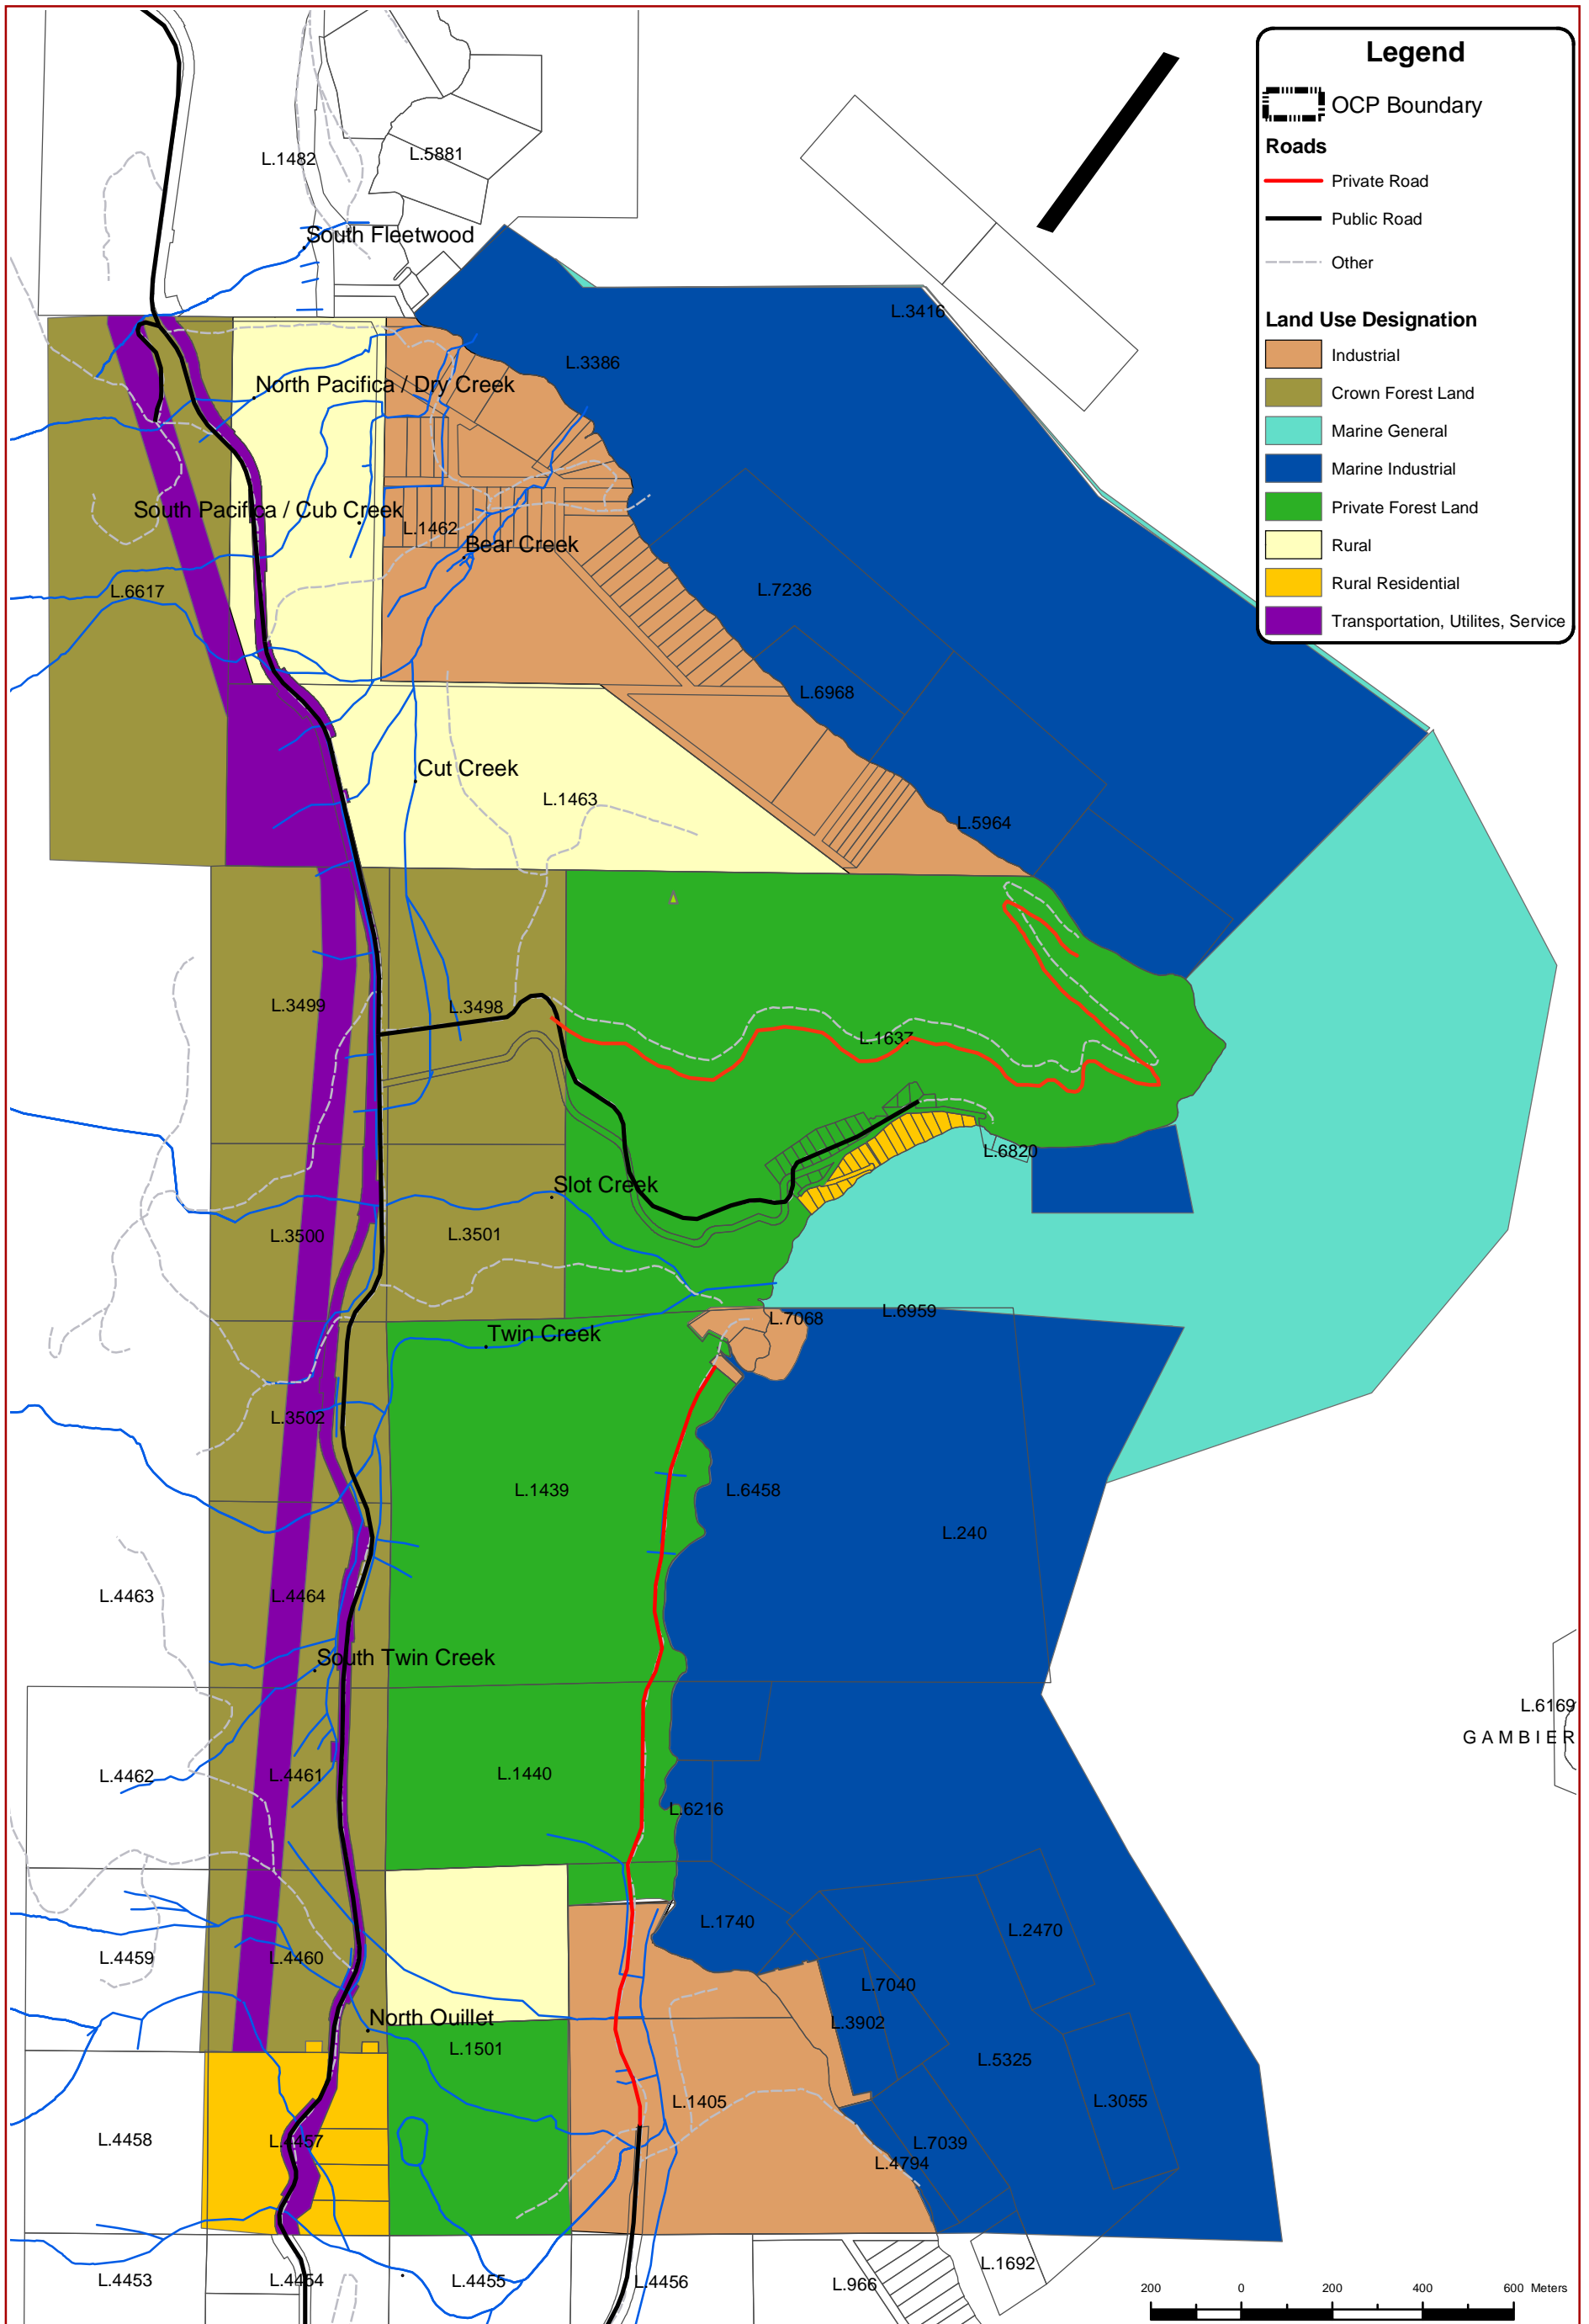 Legend
OCP Boundary
Roads
Private Road
Public Road
Other
Land Use Designation
Industrial
Crown Forest Land
Marine General
Marine Industrial
Private Forest Land
Rural
Rural Residential
Transportation, Utilites, Service
L.1482
L.5881
South Fleetwood
L.3416
L.3386
North Pacifica / Dry Creek
South Pacifica / Cub Creek
L.1462
Bear Creek
L.6617
L.7236
L.6968
Cut Creek
L.1463
L.5964
L.3499
L.3498
L.1637
L.6820
Slot Creek
L.3500
L.3501
L.7068
L.6959
Twin Creek
L.3502
L.1439
L.6458
L.240
L.4463
L.4464
South Twin Creek
L.6169
GAMBIER
L.4462
L.4461
L.1440
L.6216
L.1740
L.2470
L.4459
L.4460
L.7040
North Ouillet
L.3902
L.1501
L.5325
L.1405
L.3055
L.4458
L.4457
L.7039
L.4794
L.4453
L.4454
L.4455
L.4456
L.966
L.1692
200 0 200 400 600 Meters